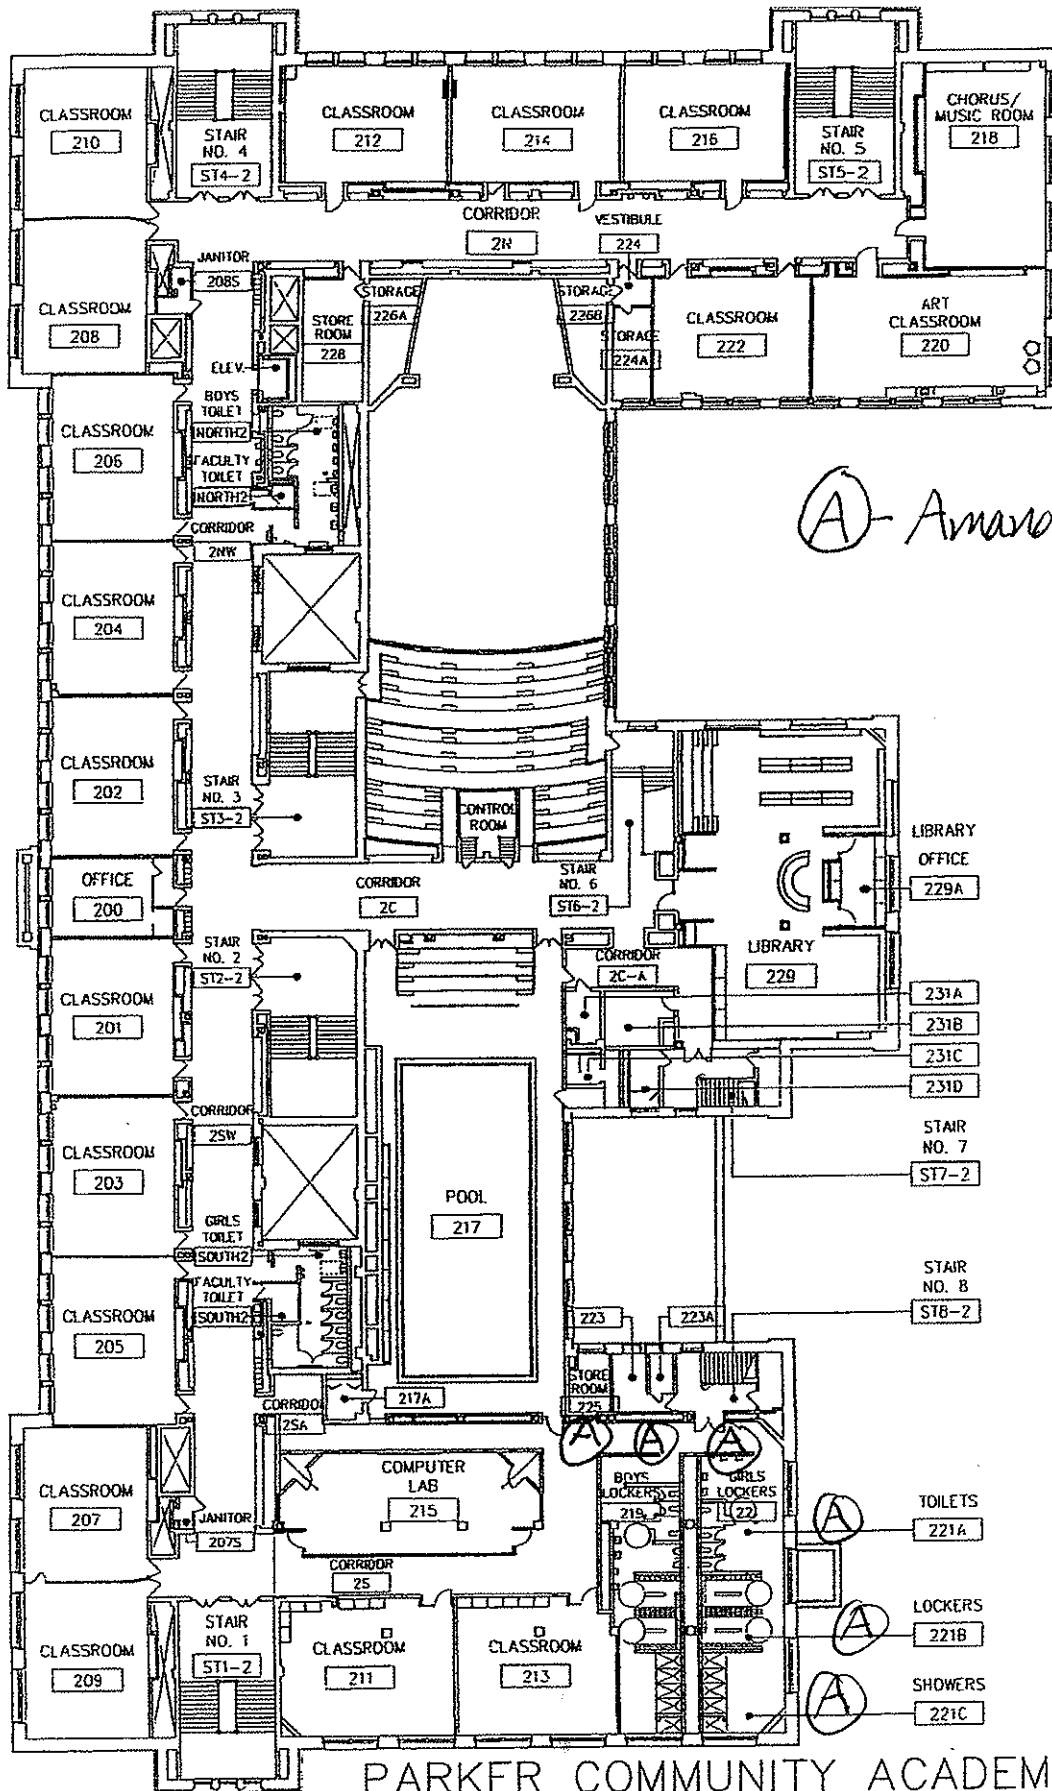 CLASSROOM
210
STAIR
NO. 4
ST4-2
CLASSROOM
212
CLASSROOM
214
CLASSROOM
216
STAIR
NO. 5
ST5-2
CHORUS/
MUSIC ROOM
218
CORRIDOR
2N
VESTIBULE
224
JANITOR
208S
CLASSROOM
208
STORE
ROOM
228
STORAGE
226A
STORAGE
226B
STORAGE
224A
CLASSROOM
222
ART
CLASSROOM
220
ELEV.
BOYS
TOILET
NORTH2
CLASSROOM
206
FACULTY
TOILET
NORTH2
CORRIDOR
2NW
A -
CLASSROOM
204
CLASSROOM
202
STAIR
NO. 3
ST3-2
CONTROL
ROOM
OFFICE
200
CORRIDOR
2C
STAIR
NO. 6
ST6-2
LIBRARY
OFFICE
229A
LIBRARY
229
STAIR
NO. 2
ST2-2
CORRIDOR
2C-A
CLASSROOM
201
231A
231B
231C
231D
CORRIDOR
2SW
STAIR
NO. 7
ST7-2
CLASSROOM
203
POOL
217
GIRLS
TOILET
SOUTH2
FACULTY
TOILET
SOUTH2
CLASSROOM
205
STAIR
NO. 8
ST8-2
223
223A
STORE
ROOM
225
217A
CORRIDOR
2SA
A A A
COMPUTER
LAB
215
BOYS
LOCKERS
219
GIRLS
LOCKERS
22
CLASSROOM
207
JANITOR
207S
CORRIDOR
2S
A
TOILETS
221A
STAIR
NO. 1
ST1-2
CLASSROOM
209
CLASSROOM
211
CLASSROOM
213
A
LOCKERS
221B
A
SHOWERS
221C
PARKER COMMUNITY ACADEM